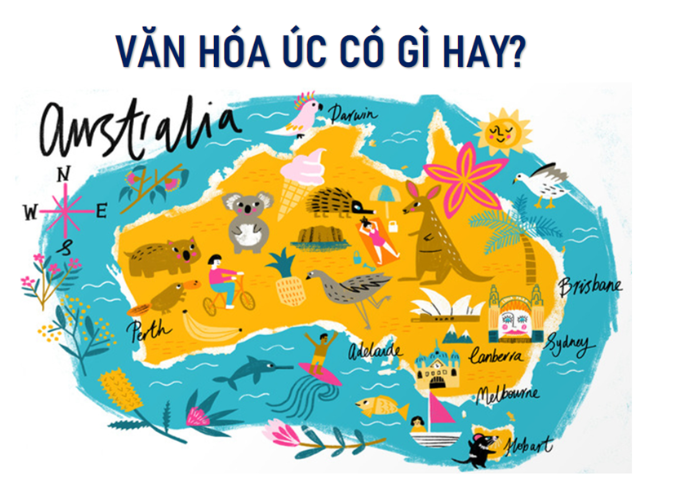 VĂN HÓA ÚC CÓ GÌ HAY?
Australia
Darwin
N
W E
S
Brisbane
Perth
Adelaide
Sydney
Canberra
Melbourne
Hobart